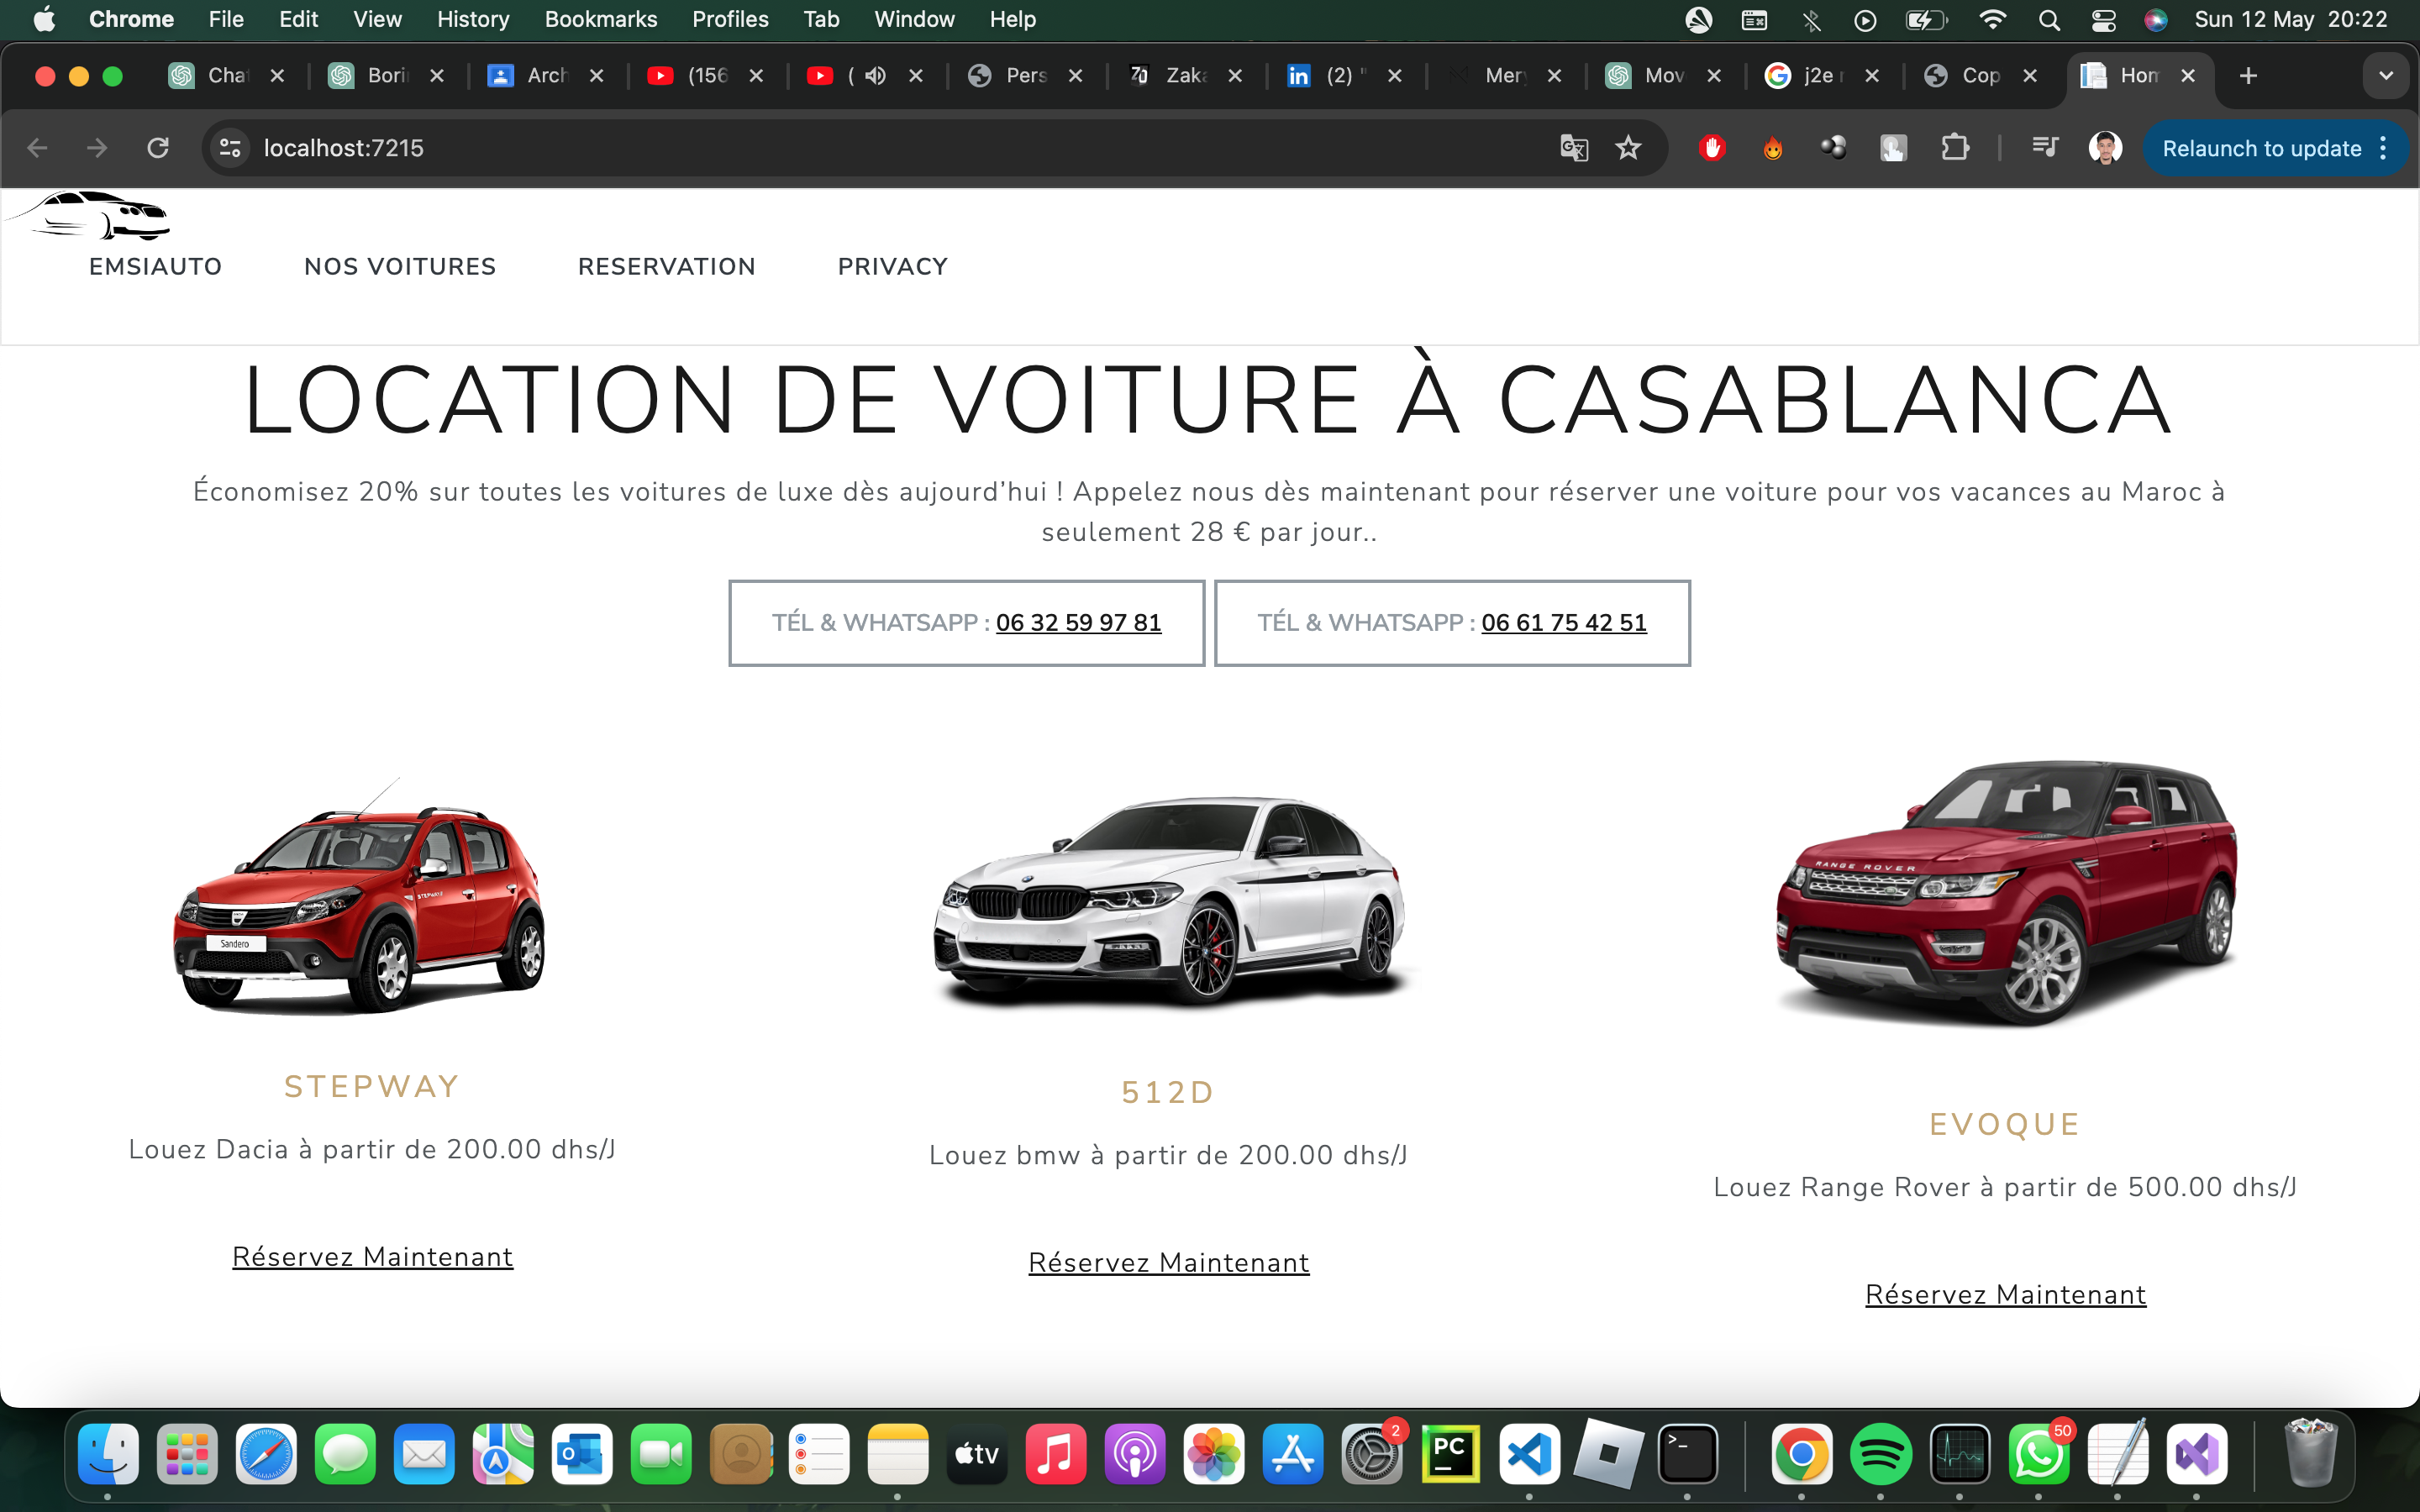 Chrome File Edit View History Bookmarks Profiles Tab Window Help Sun 12 May 20:22
Cha Bori Arch (156 ( Pers Zaka (2) " Mer Mov j2e r Cop Hom
localhost:7215 Relaunch to update
EMSIAUTO NOS VOITURES RESERVATION PRIVACY
LOCATION DE VOITURE À CASABLANCA
Économisez 20% sur toutes les voitures de luxe dès aujourd’hui ! Appelez nous dès maintenant pour réserver une voiture pour vos vacances au Maroc à
seulement 28 € par jour..
TÉL & WHATSAPP : 06 32 59 97 81 TÉL & WHATSAPP : 06 61 75 42 51
RANGE ROVER
STEPWAY
Sandero
STEPWAY
512D
EVOQUE
Louez Dacia à partir de 200.00 dhs/J
Louez bmw à partir de 200.00 dhs/J
Louez Range Rover à partir de 500.00 dhs/J
Réservez Maintenant
Réservez Maintenant
Réservez Maintenant
tv 2 PC 50